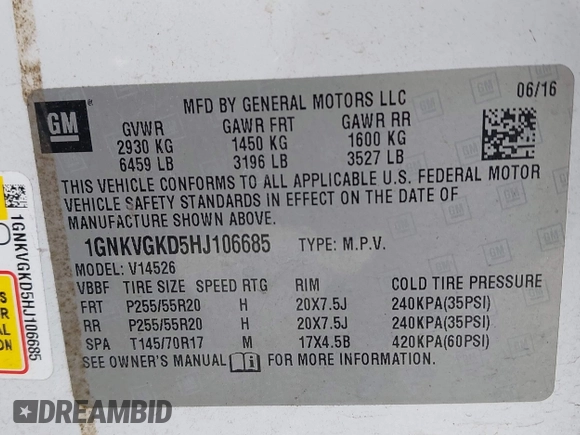 GM
06/16
MFD BY GENERAL MOTORS LLC
GVWR GAWR FRT GAWR RR
2930 KG 1450 KG 1600 KG
6459 LB 3196 LB 3527 LB
THIS VEHICLE CONFORMS TO ALL APPLICABLE U.S. FEDERAL MOTOR
VEHICLE SAFETY STANDARDS IN EFFECT ON THE DATE OF
MANUFACTURE SHOWN ABOVE.
1GNKVGKD5HJ106685 TYPE: M.P.V.
MODEL: V14526
VBBF TIRE SIZE SPEED RTG RIM COLD TIRE PRESSURE
FRT P255/55R20 H 20X7.5J 240KPA(35PSI)
RR P255/55R20 H 20X7.5J 240KPA(35PSI)
SPA T145/70R17 M 17X4.5B 420KPA(60PSI)
SEE OWNER'S MANUAL FOR MORE INFORMATION.
1GNKVGKD5HJ106685
DREAMBID